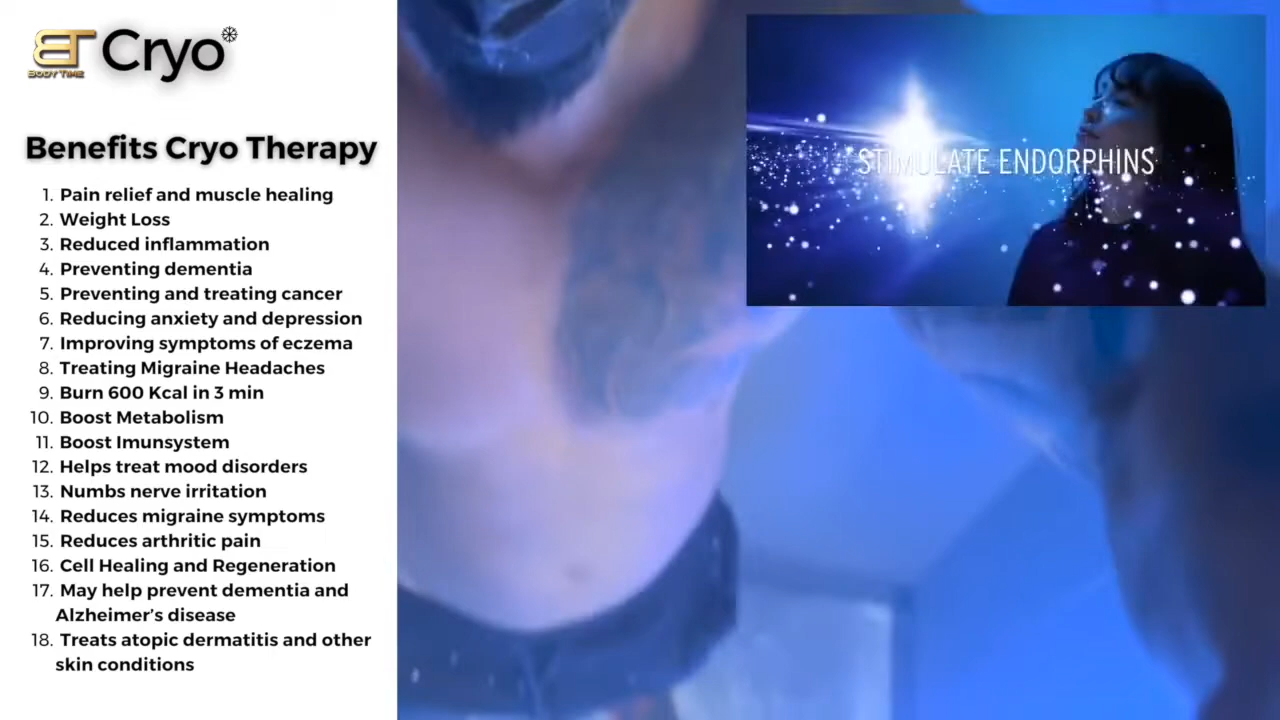 BT
BODY TIME
Cryo
Benefits Cryo Therapy
1. Pain relief and muscle healing
2. Weight Loss
3. Reduced inflammation
4. Preventing dementia
5. Preventing and treating cancer
6. Reducing anxiety and depression
7. Improving symptoms of eczema
8. Treating Migraine Headaches
9. Burn 600 Kcal in 3 min
10. Boost Metabolism
11. Boost Imunsystem
12. Helps treat mood disorders
13. Numbs nerve irritation
14. Reduces migraine symptoms
15. Reduces arthritic pain
16. Cell Healing and Regeneration
17. May help prevent dementia and
Alzheimer's disease
18. Treats atopic dermatitis and other
skin conditions
STIMULATE ENDORPHINS